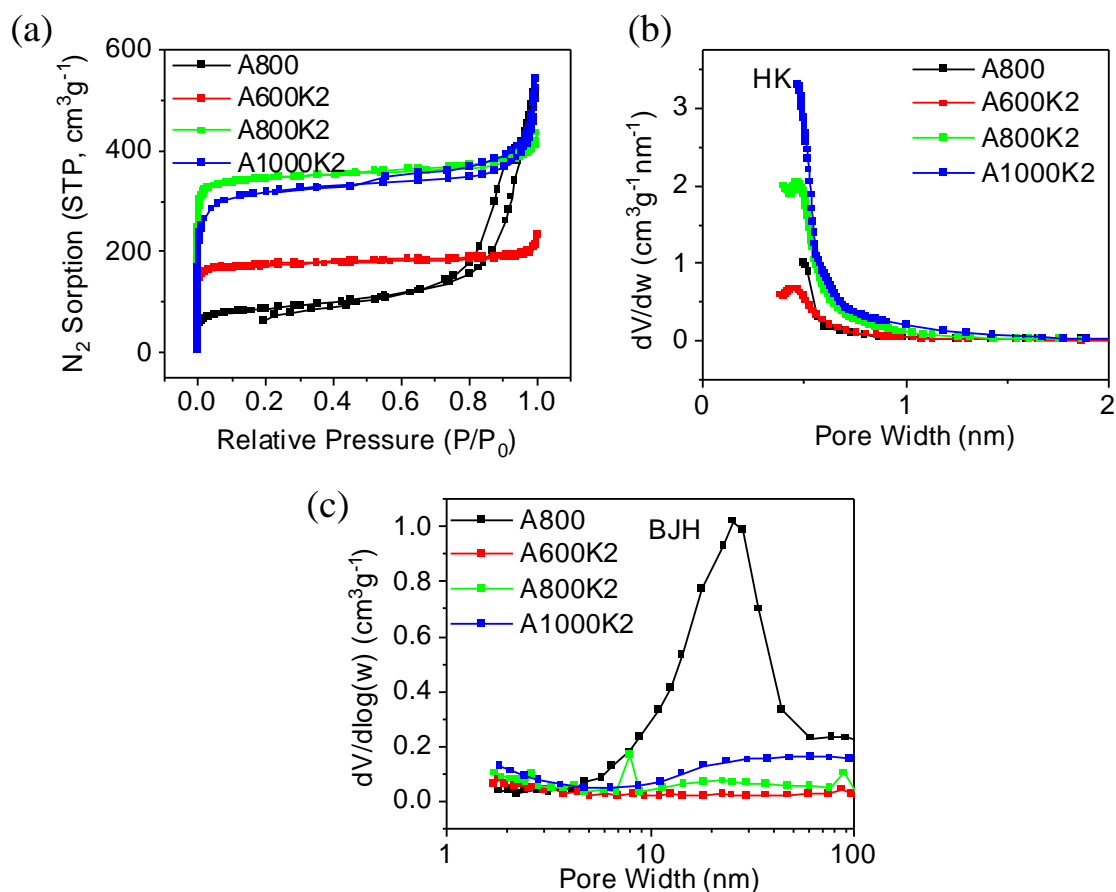 (a)
600
400
200
0
N₂ Sorption (STP, cm³g⁻¹)
A800
A600K2
A800K2
A1000K2
0.0 0.2 0.4 0.6 0.8 1.0
Relative Pressure (P/P₀)
(b)
3
2
1
0
dV/dw (cm³g⁻¹nm⁻¹)
HK
A800
A600K2
A800K2
A1000K2
0 1 2
Pore Width (nm)
(c)
1.0
0.8
0.6
0.4
0.2
0.0
dV/dlog(w) (cm³g⁻¹)
A800
A600K2
A800K2
A1000K2
BJH
1 10 100
Pore Width (nm)